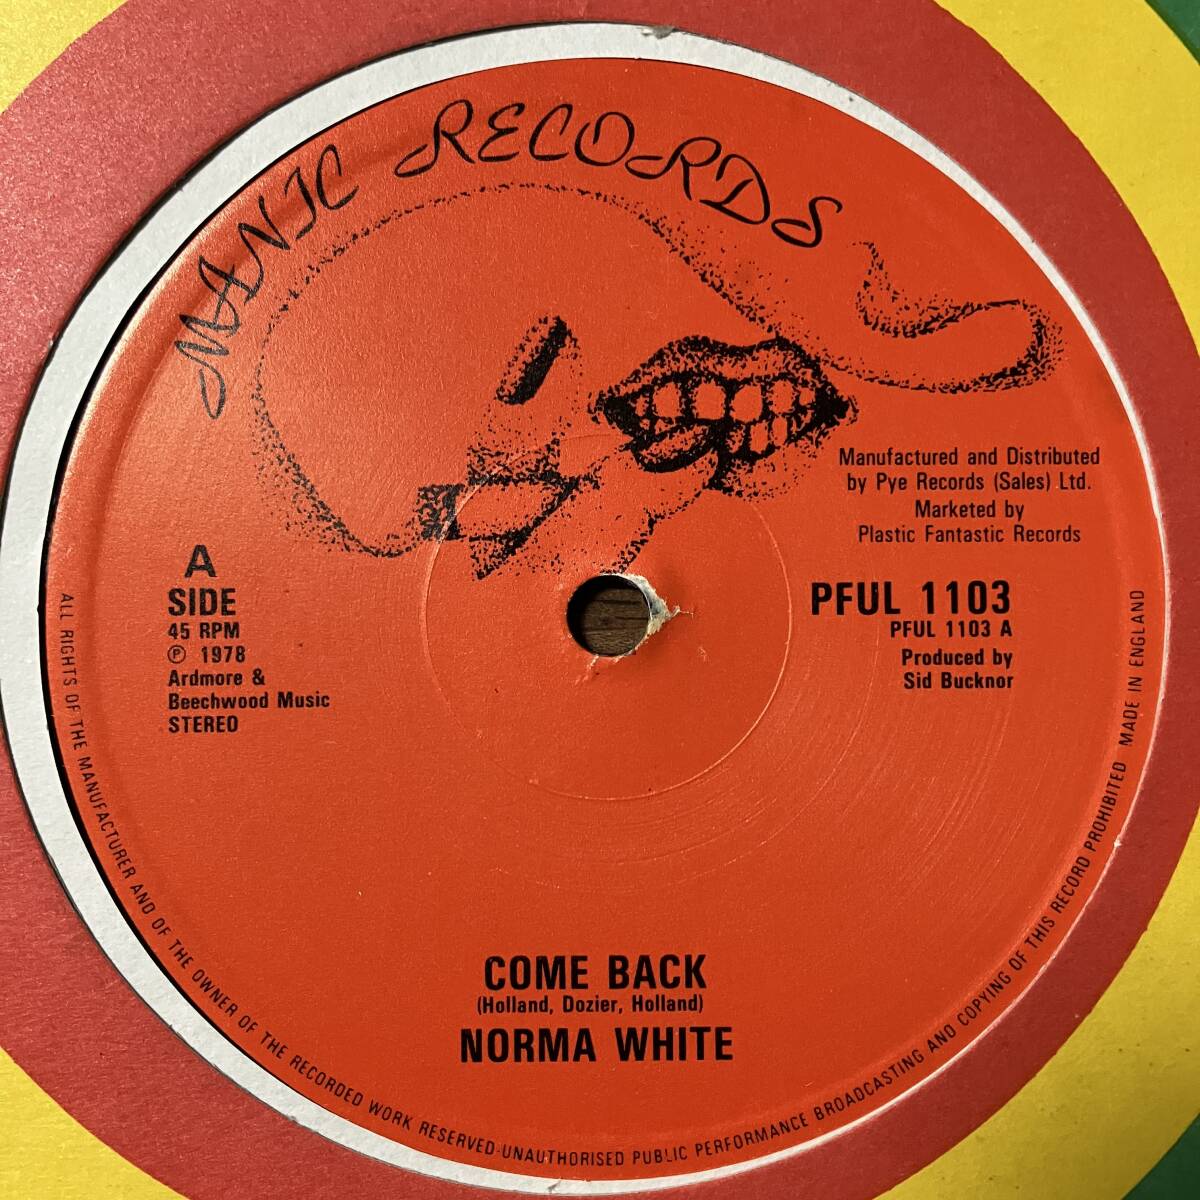 MANIC RECORDS
Manufactured and Distributed
by Pye Records (Sales) Ltd.
Marketed by
Plastic Fantastic Records
A
SIDE
45 RPM
Ⓟ 1978
Ardmore &
Beechwood Music
STEREO
PFUL 1103
PFUL 1103 A
Produced by
Sid Bucknor
COME BACK
(Holland, Dozier, Holland)
NORMA WHITE
ALL RIGHTS OF THE MANUFACTURER AND OF THE OWNER OF THE RECORDED WORK RESERVED-UNAUTHORISED PUBLIC PERFORMANCE BROADCASTING AND COPYING OF THIS RECORD PROHIBITED MADE IN ENGLAND